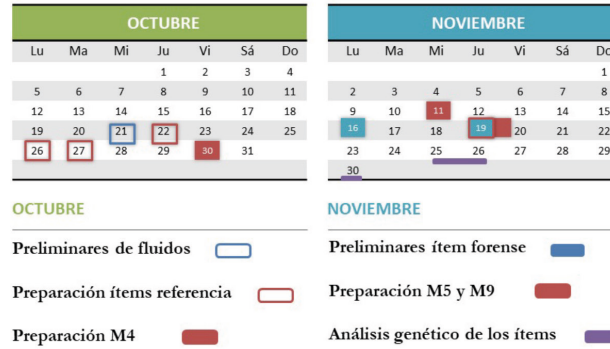 OCTUBRE
Lu Ma Mi Ju Vi Sá Do
1 2 3 4
5 6 7 8 9 10 11
12 13 14 15 16 17 18
19 20 21 22 23 24 25
26 27 28 29 30 31
NOVIEMBRE
Lu Ma Mi Ju Vi Sá Do
1
2 3 4 5 6 7 8
9 10 11 12 13 14 15
16 17 18 19 20 21 22
23 24 25 26 27 28 29
30
OCTUBRE
Preliminares de fluidos
Preparación ítems referencia
Preparación M4
NOVIEMBRE
Preliminares ítem forense
Preparación M5 y M9
Análisis genético de los ítems